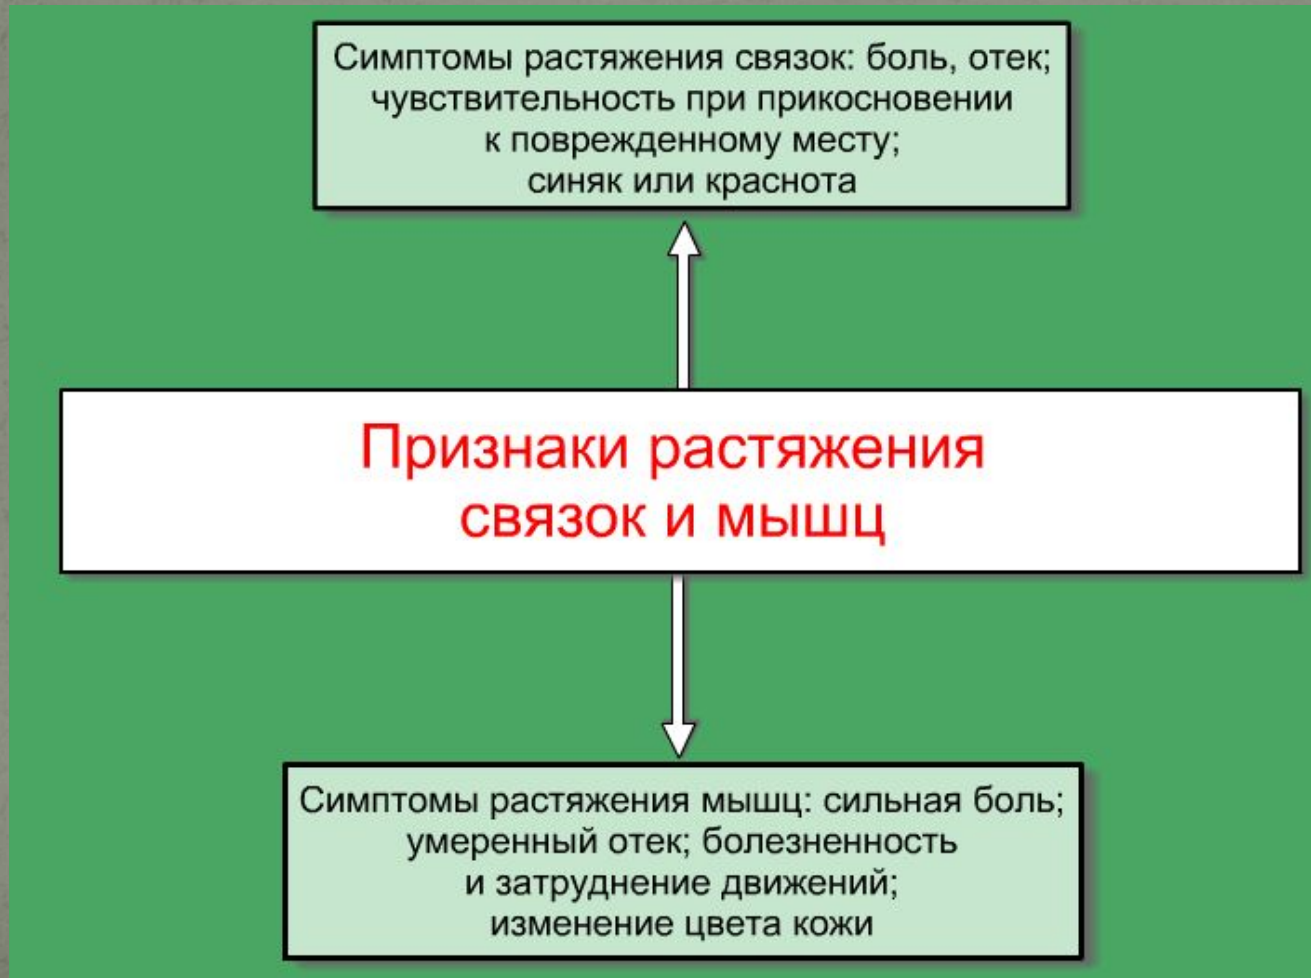 Симптомы растяжения связок: боль, отек;
чувствительность при прикосновении
к поврежденному месту;
синяк или краснота
Признаки растяжения
связок и мышц
Симптомы растяжения мышц: сильная боль;
умеренный отек; болезненность
и затруднение движений;
изменение цвета кожи